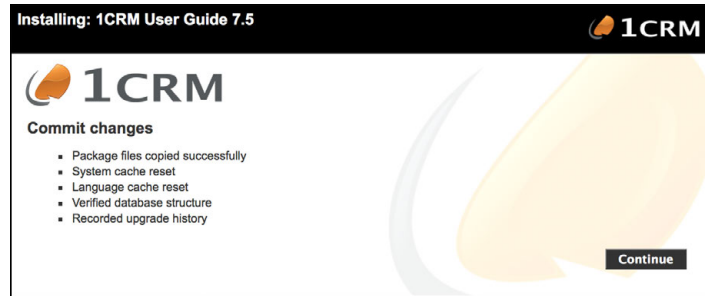 Installing: 1CRM User Guide 7.5
1CRM
1CRM
Commit changes
Package files copied successfully
System cache reset
Language cache reset
Verified database structure
Recorded upgrade history
Continue